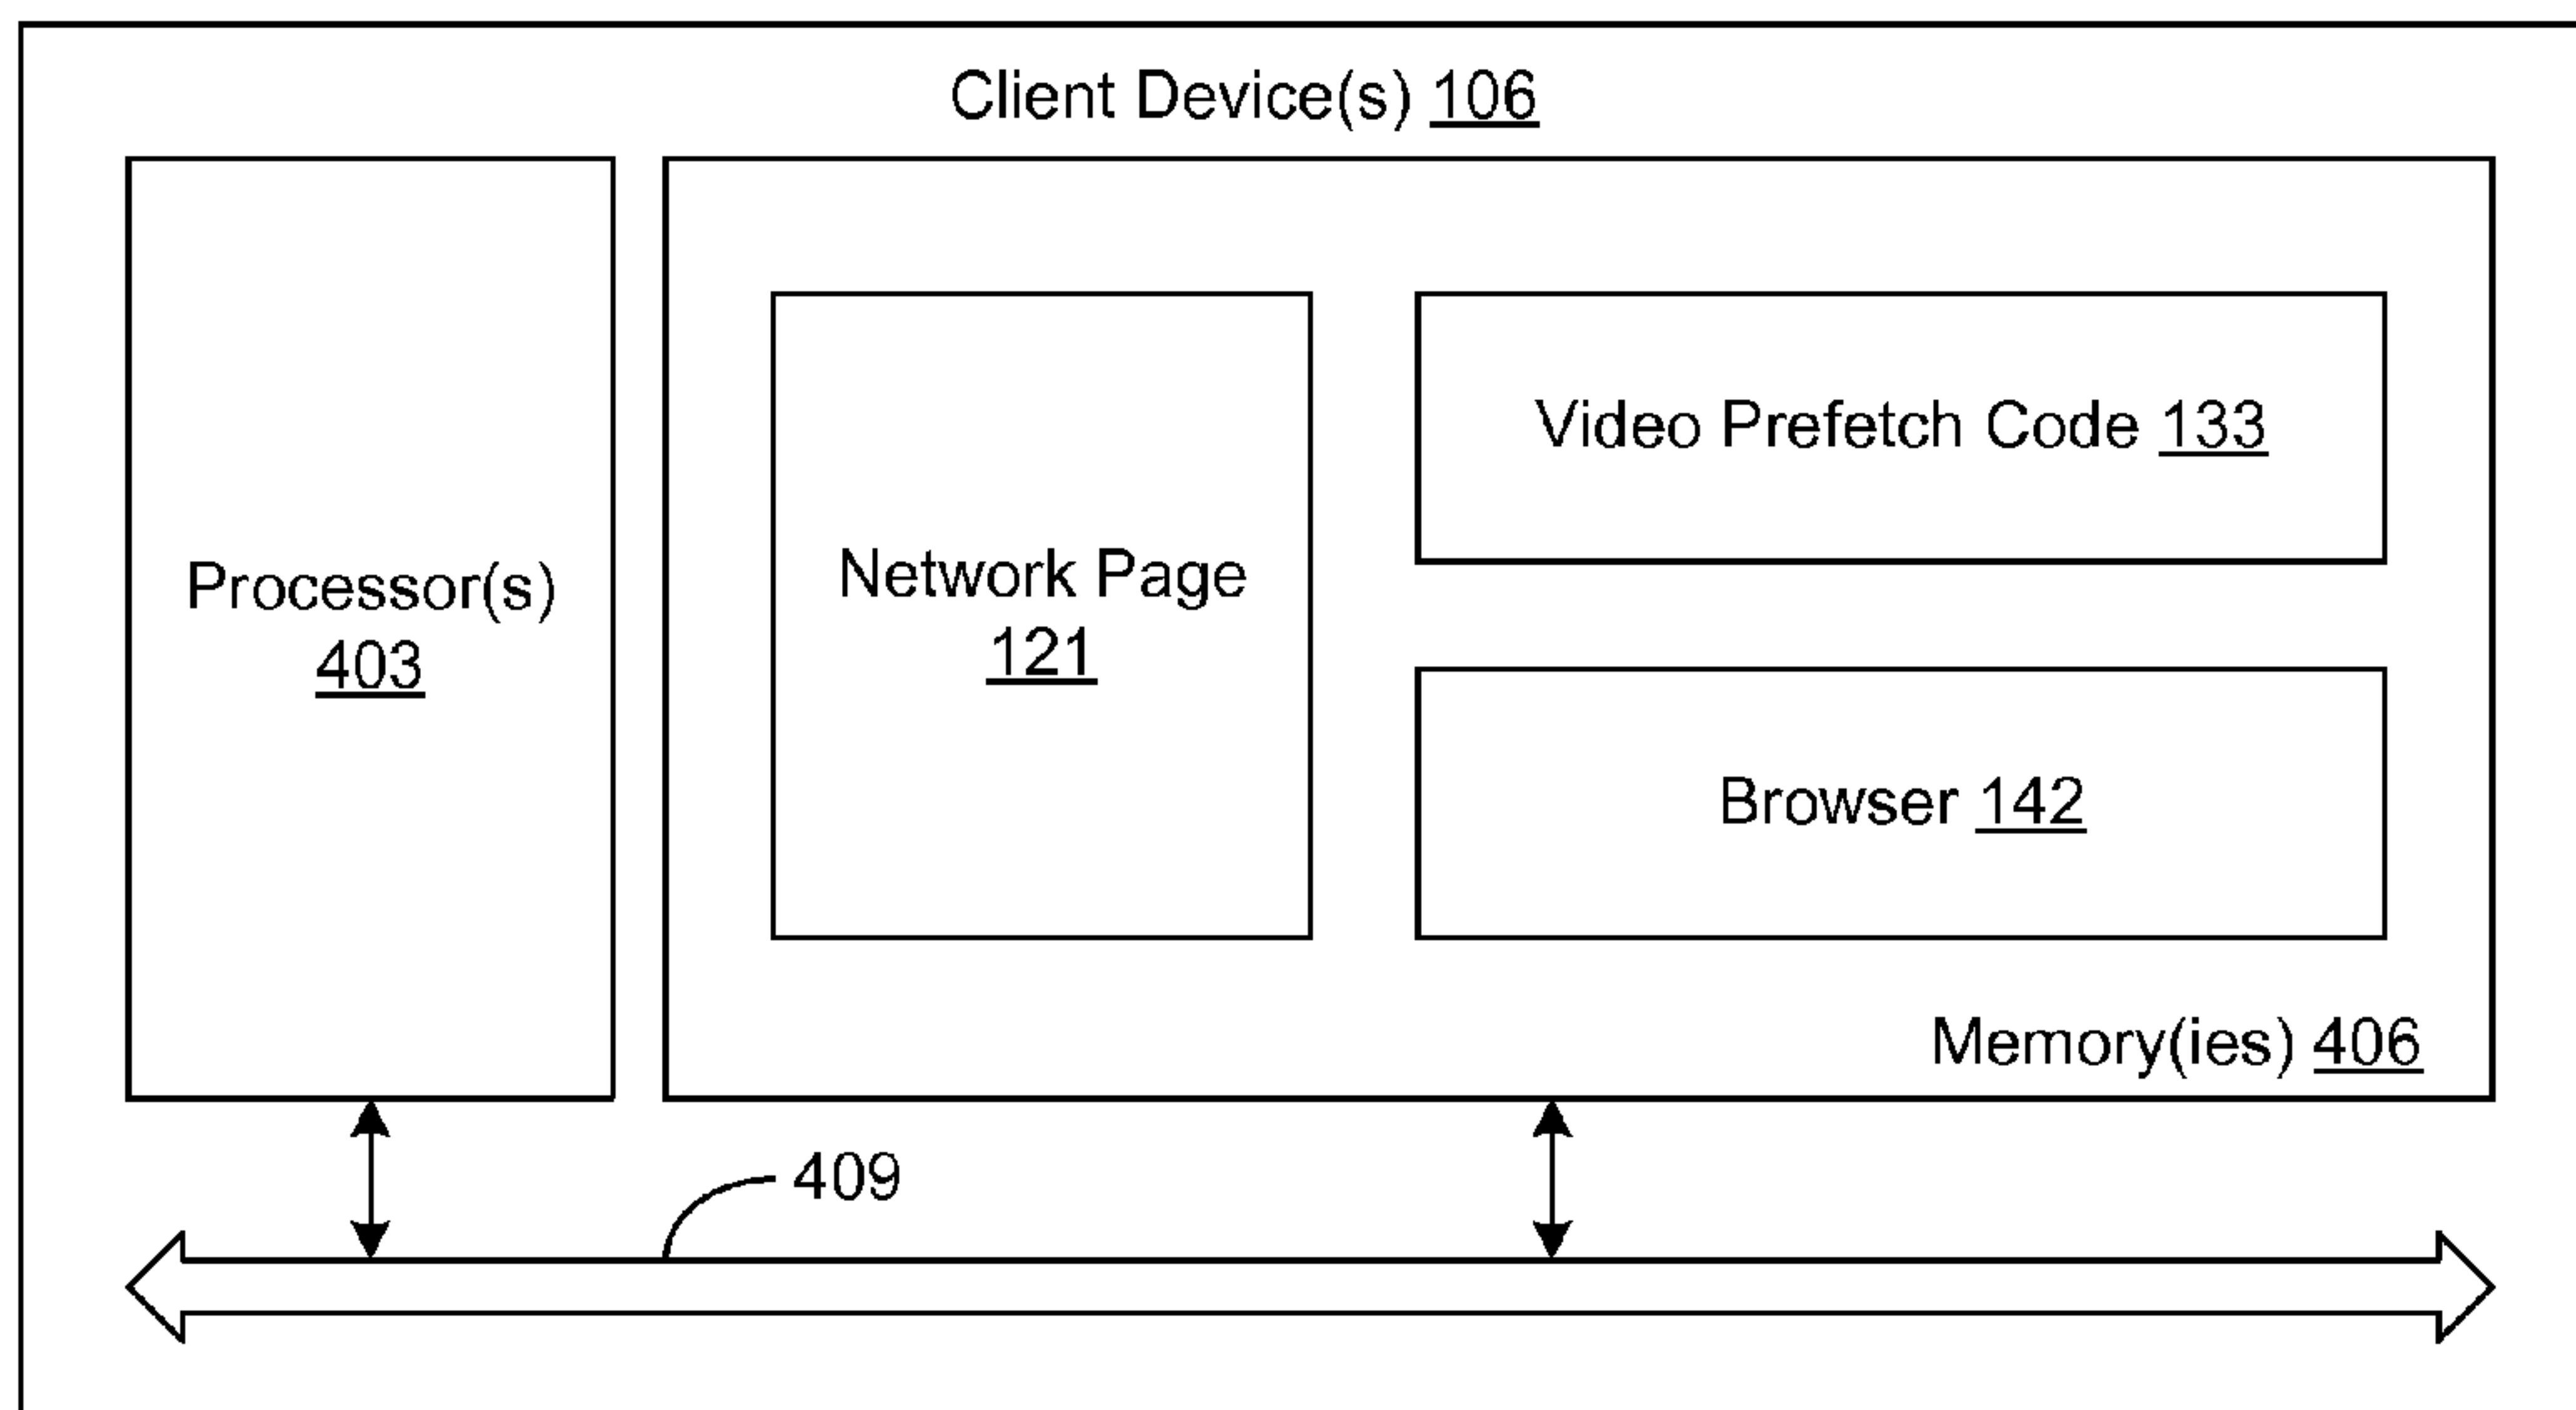 Client Device(s) 106
Processor(s)
403
Network Page
121
Video Prefetch Code 133
Browser 142
Memory(ies) 406
409